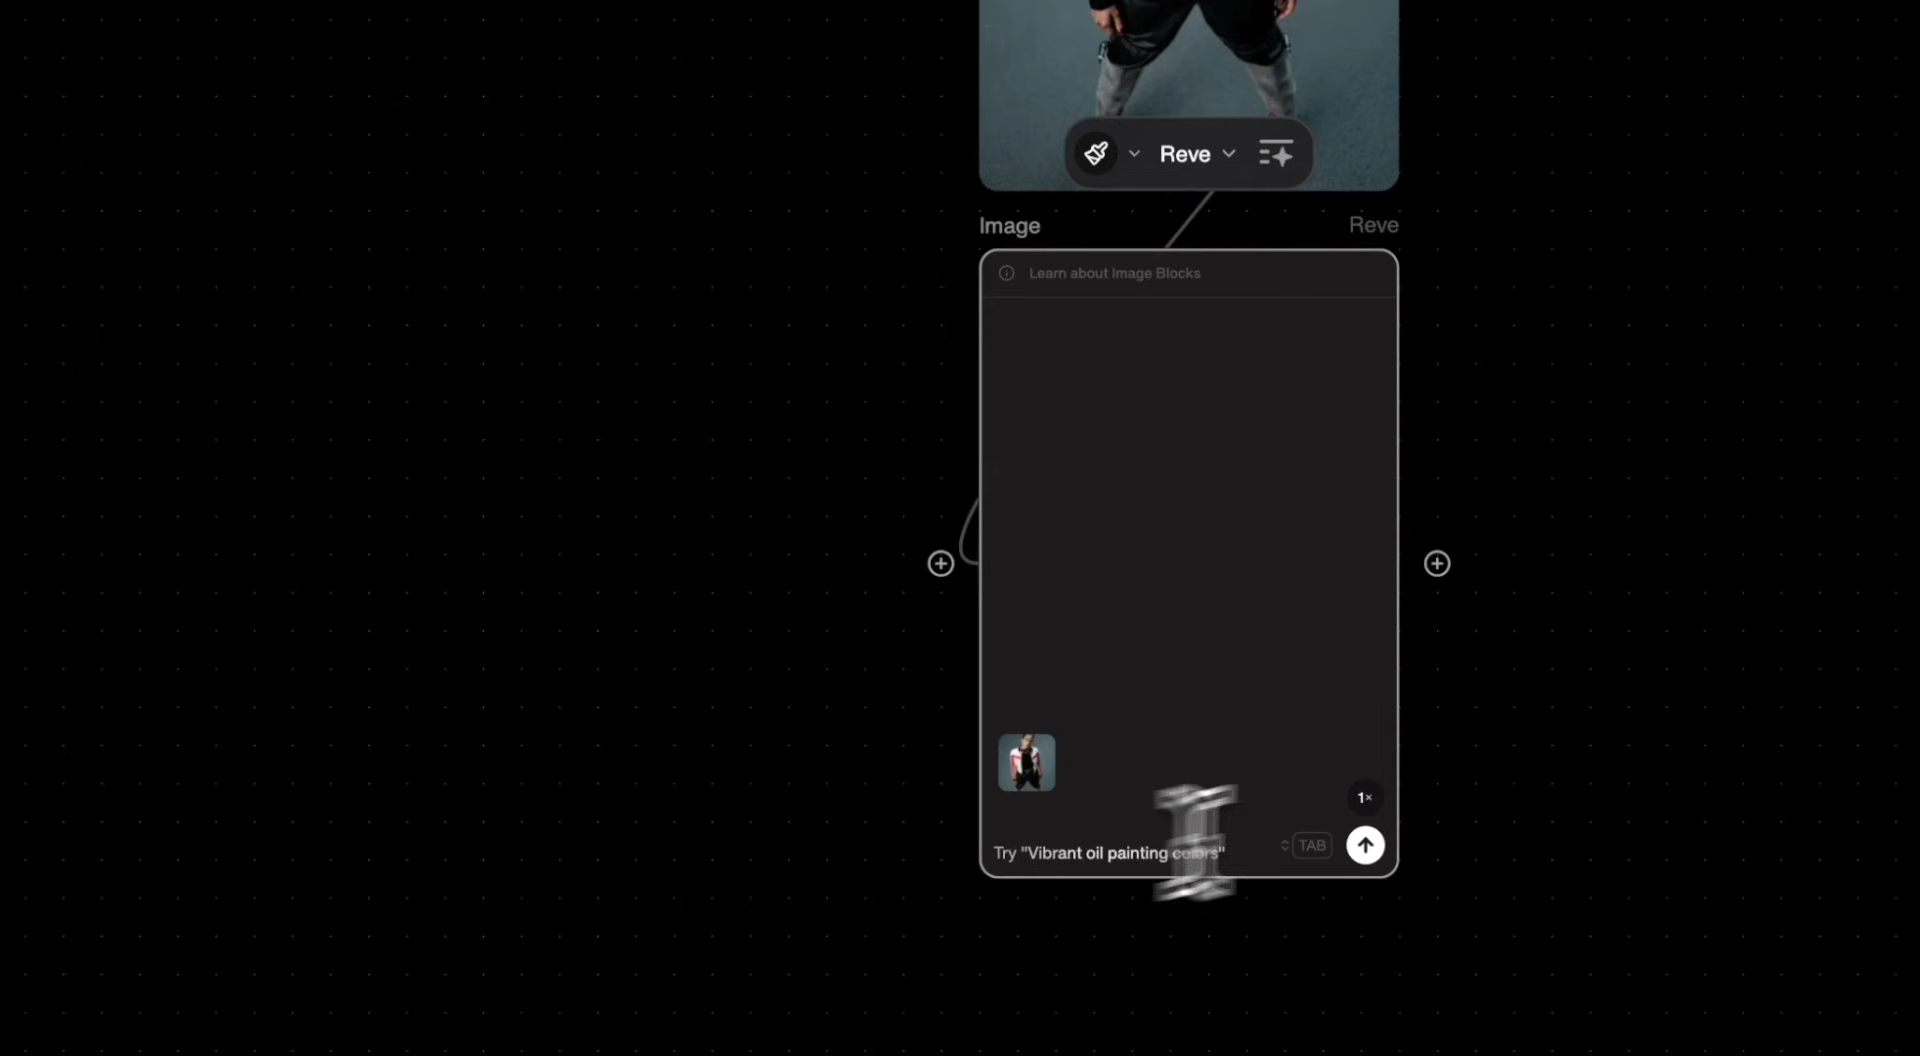 Reve
Image
Reve
Learn about Image Blocks
1×
Try "Vibrant oil painting colors"
TAB